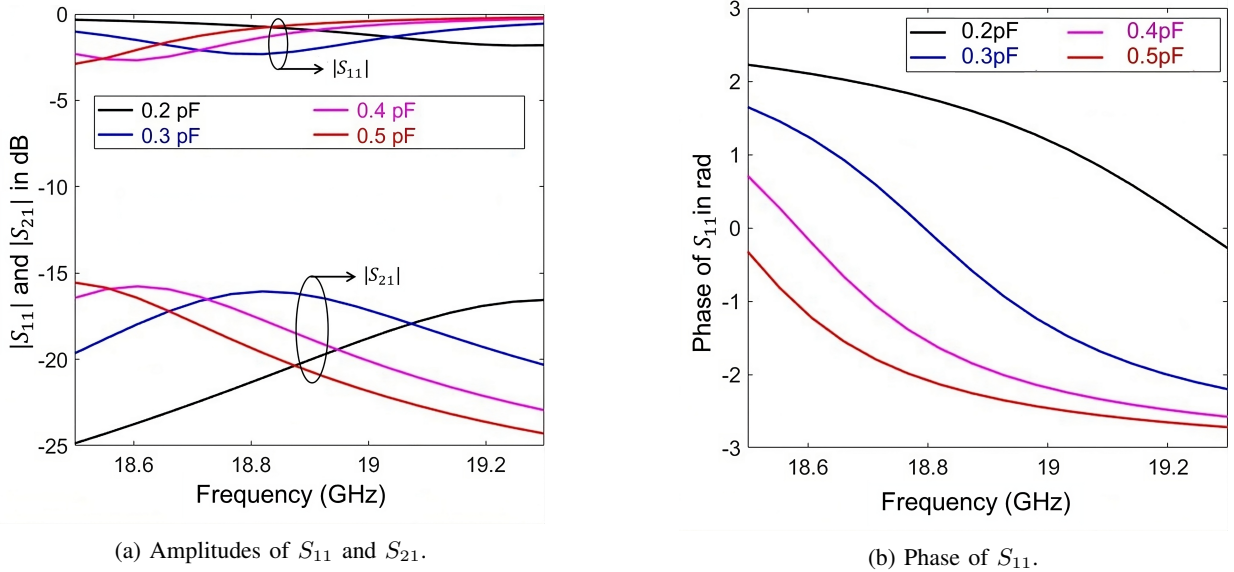 0
-5
-10
-15
-20
-25
|S₁₁| and |S₂₁| in dB
|S₁₁|
0.2 pF 0.4 pF
0.3 pF 0.5 pF
|S₂₁|
18.6 18.8 19 19.2
Frequency (GHz)
(a) Amplitudes of S₁₁ and S₂₁.
3
2
1
0
-1
-2
-3
Phase of S₁₁ in rad
0.2pF 0.4pF
0.3pF 0.5pF
18.6 18.8 19 19.2
Frequency (GHz)
(b) Phase of S₁₁.